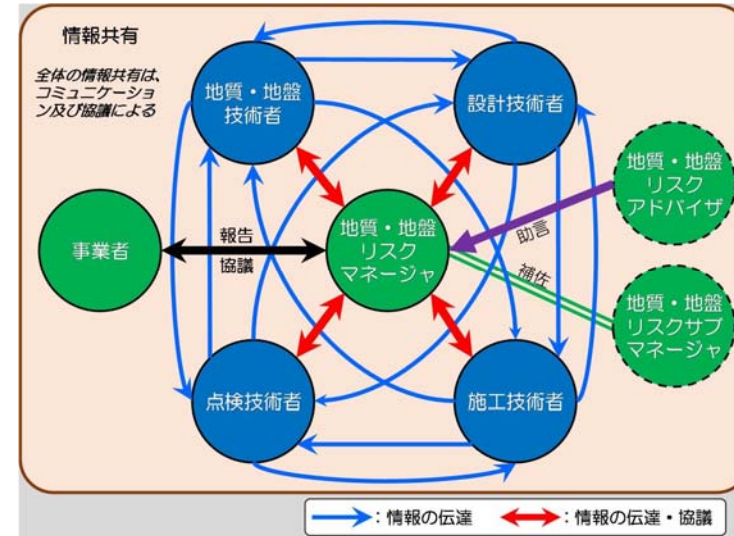 情報共有
全体の情報共有は、
コミュニケーショ
ン及び協議による
地質・地盤
技術者
設計技術者
地質・地盤
リスク
アドバイザ
事業者
報告
協議
地質・地盤
リスク
マネージャ
助言
補佐
地質・地盤
リスクサブ
マネージャ
点検技術者
施工技術者
:情報の伝達
:情報の伝達・協議